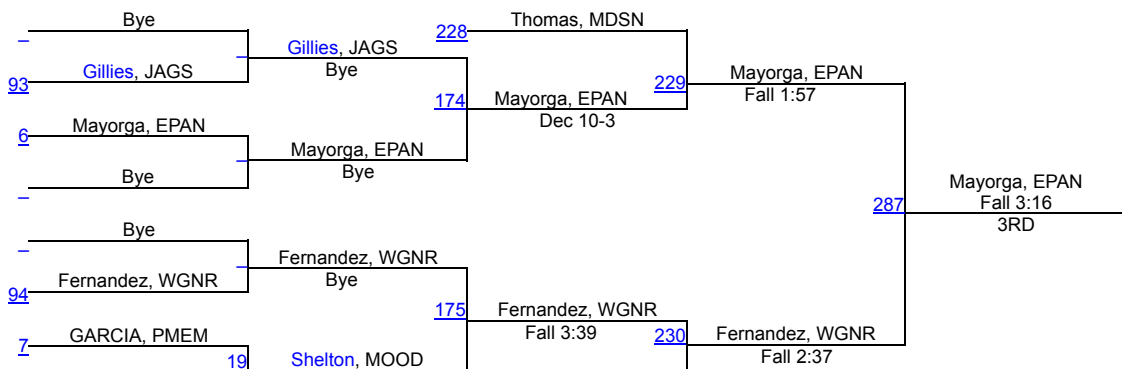 Bye
Thomas, MDSN
–
228
Gillies, JAGS
–
Bye
Gillies, JAGS
93
Mayorga, EPAN
229
Fall 1:57
174
Mayorga, EPAN
Dec 10-3
Mayorga, EPAN
6
Mayorga, EPAN
–
Bye
Bye
–
Mayorga, EPAN
287
Fall 3:16
3RD
Bye
–
Fernandez, WGNR
–
Bye
Fernandez, WGNR
94
175
Fernandez, WGNR
Fall 3:39
GARCIA, PMEM
7
230
Fernandez, WGNR
Fall 2:37
19
Shelton, MOOD